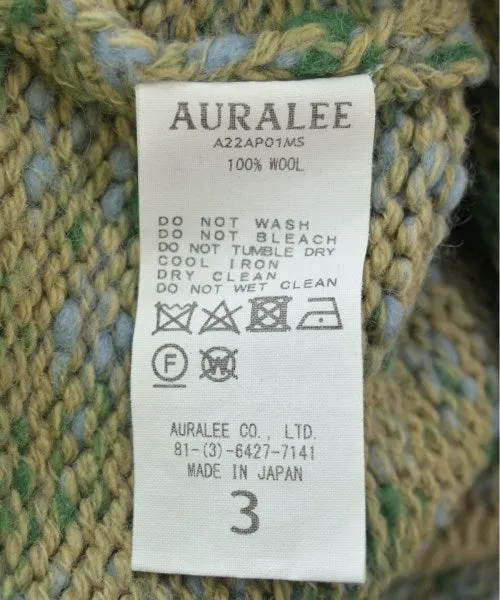 AURALEE
A22AP01MS
100% WOOL
DO NOT WASH
DO NOT BLEACH
DO NOT TUMBLE DRY
COOL IRON
DRY CLEAN
DO NOT WET CLEAN
F W
AURALEE CO., LTD.
81-(3)-6427-7141
MADE IN JAPAN
3